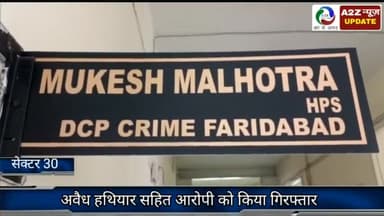 A2Z न्यूज़
UPDATE
MUKESH MALHOTRA
HPS
DCP CRIME FARIDABAD
सेक्टर 30
अवैध हथियार सहित आरोपी को किया गिरफ्तार